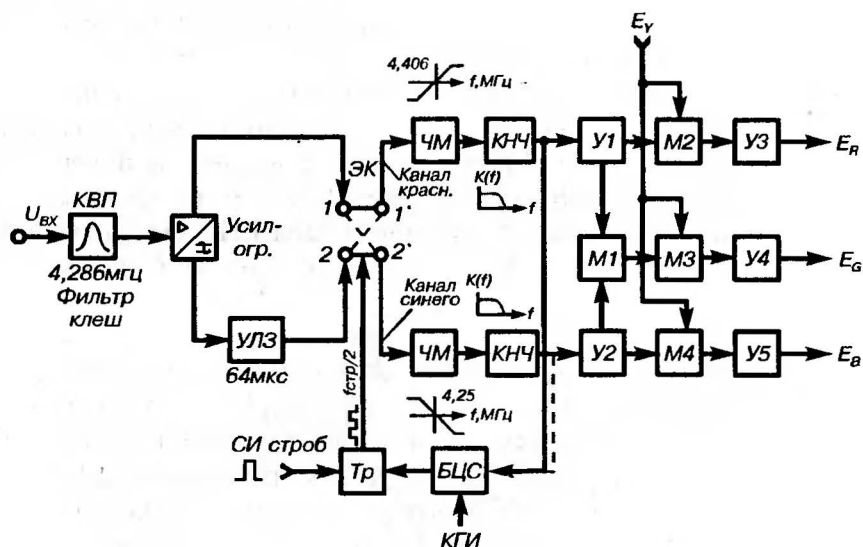 E_Y
4,406
f,МГц
ЧМ
КНЧ
У1
М2
У3
E_R
ЭК
Канал
красн.
K(f)
f
КВП
U_ВХ
1
1'
2
2'
Усил-
огр.
4,286мгц
Фильтр
клеш
М1
М3
У4
E_G
Канал
синего
K(f)
f
УЛЗ
64мкс
ЧМ
КНЧ
У2
М4
У5
E_B
fстр/2
4,25
f,МГц
СИ строб
Тр
БЦС
КГИ